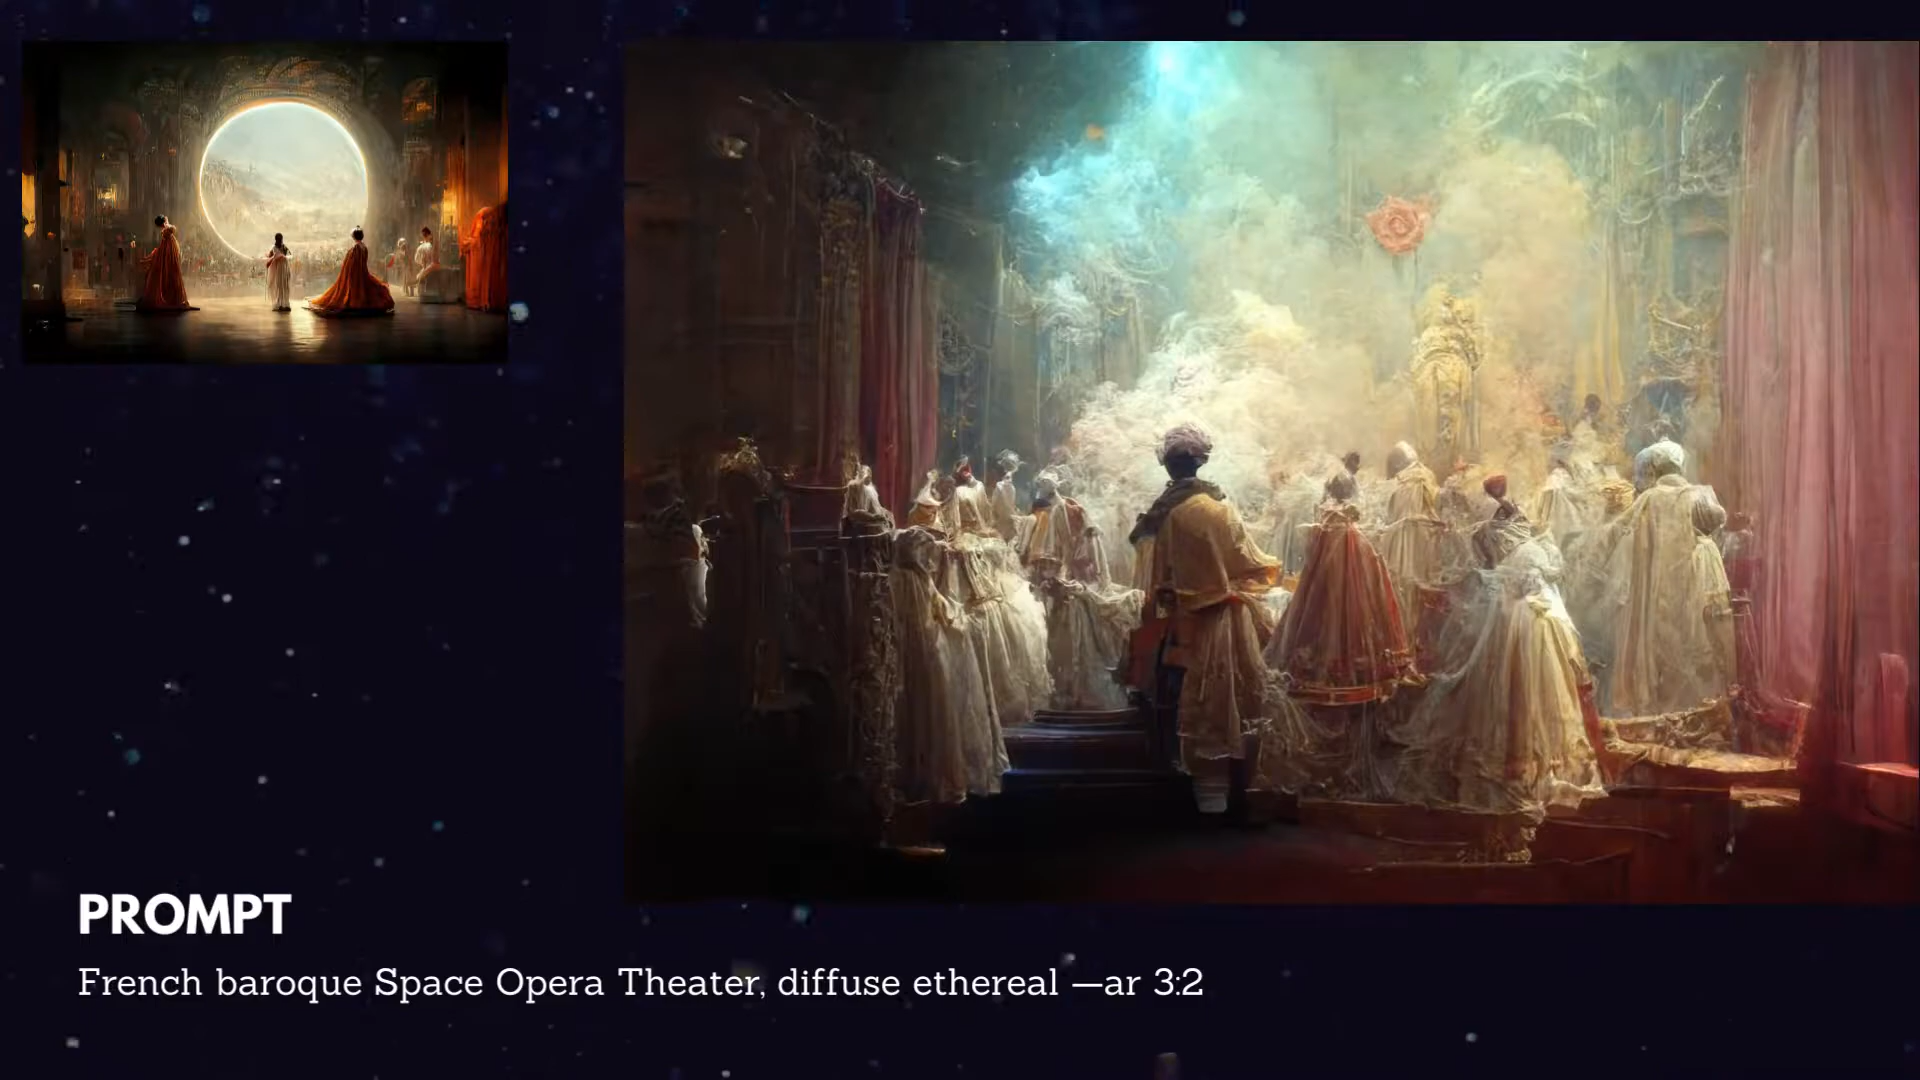 PROMPT
French baroque Space Opera Theater, diffuse ethereal —ar 3:2